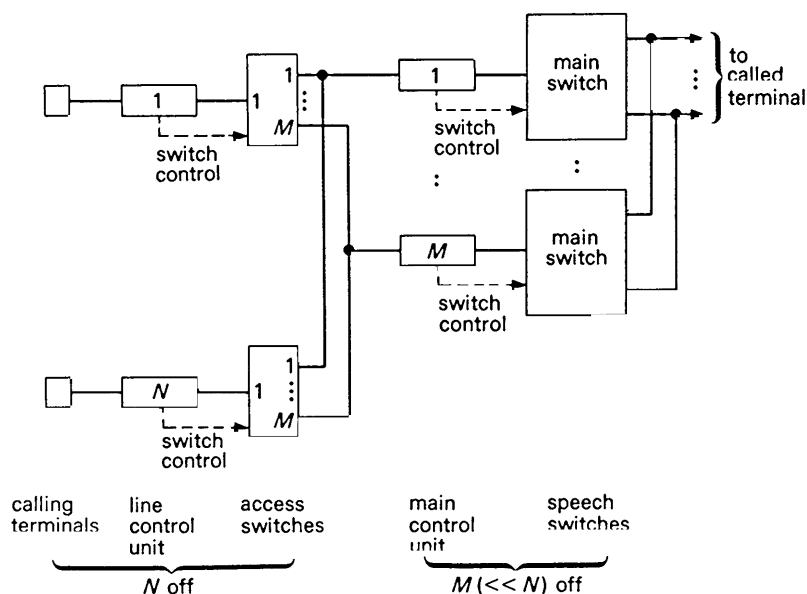 to
called
terminal
main
switch
1
1
1
⋮
M
1
switch
control
switch
control
⋮
⋮
⋮
main
switch
M
switch
control
N
1
1
⋮
M
switch
control
calling
terminals
line
control
unit
access
switches
main
control
unit
speech
switches
N off
M (<< N) off